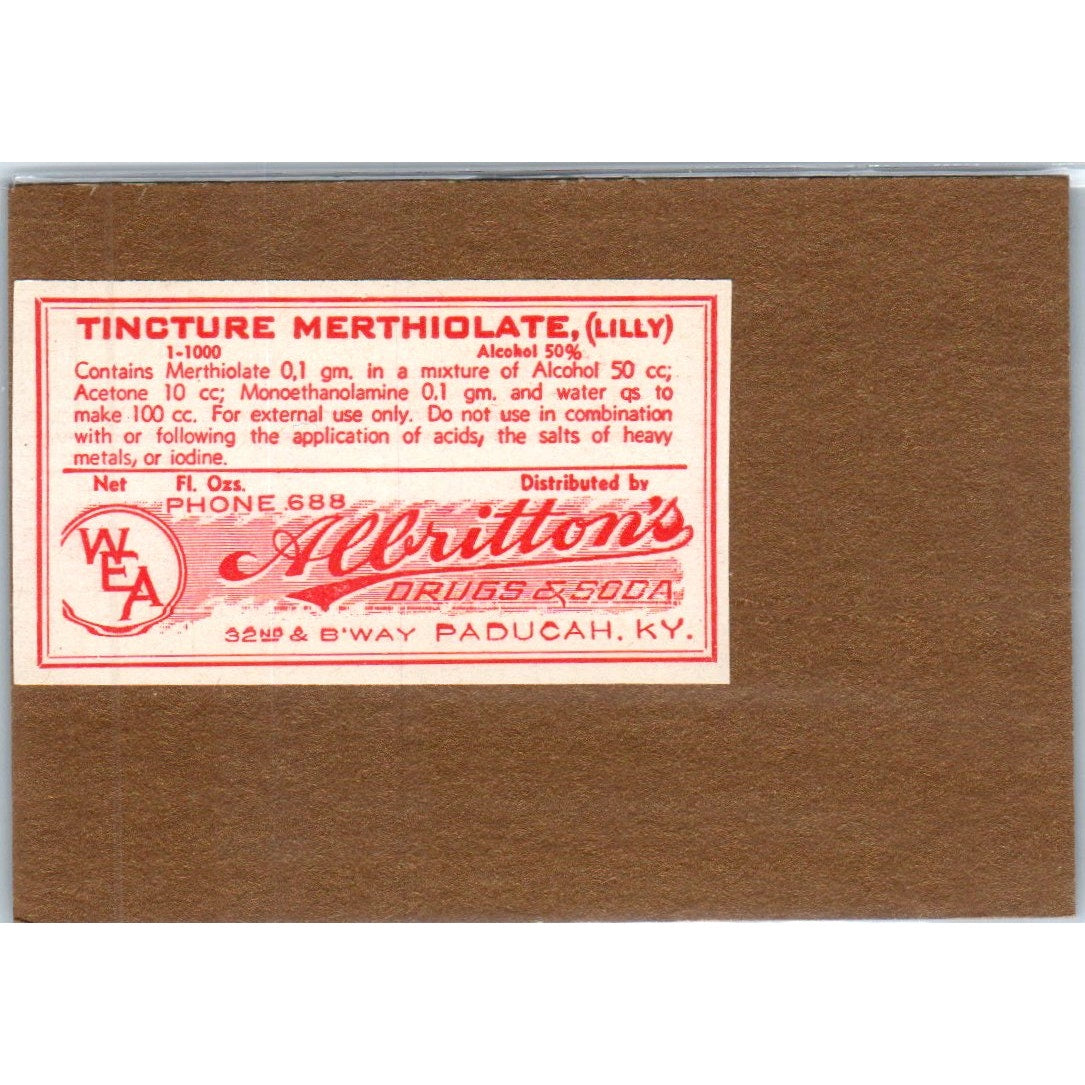 TINCTURE MERTHIOLATE, (LILLY)
1-1000 Alcohol 50%
Contains Merthiolate 0,1 gm. in a mixture of Alcohol 50 cc;
Acetone 10 cc; Monoethanolamine 0.1 gm. and water qs to
make 100 cc. For external use only. Do not use in combination
with or following the application of acids, the salts of heavy
metals, or iodine.
Net Fl. Ozs. Distributed by
PHONE 688
WEA
Albritton's
DRUGS & SODA
32ND & B'WAY PADUCAH, KY.